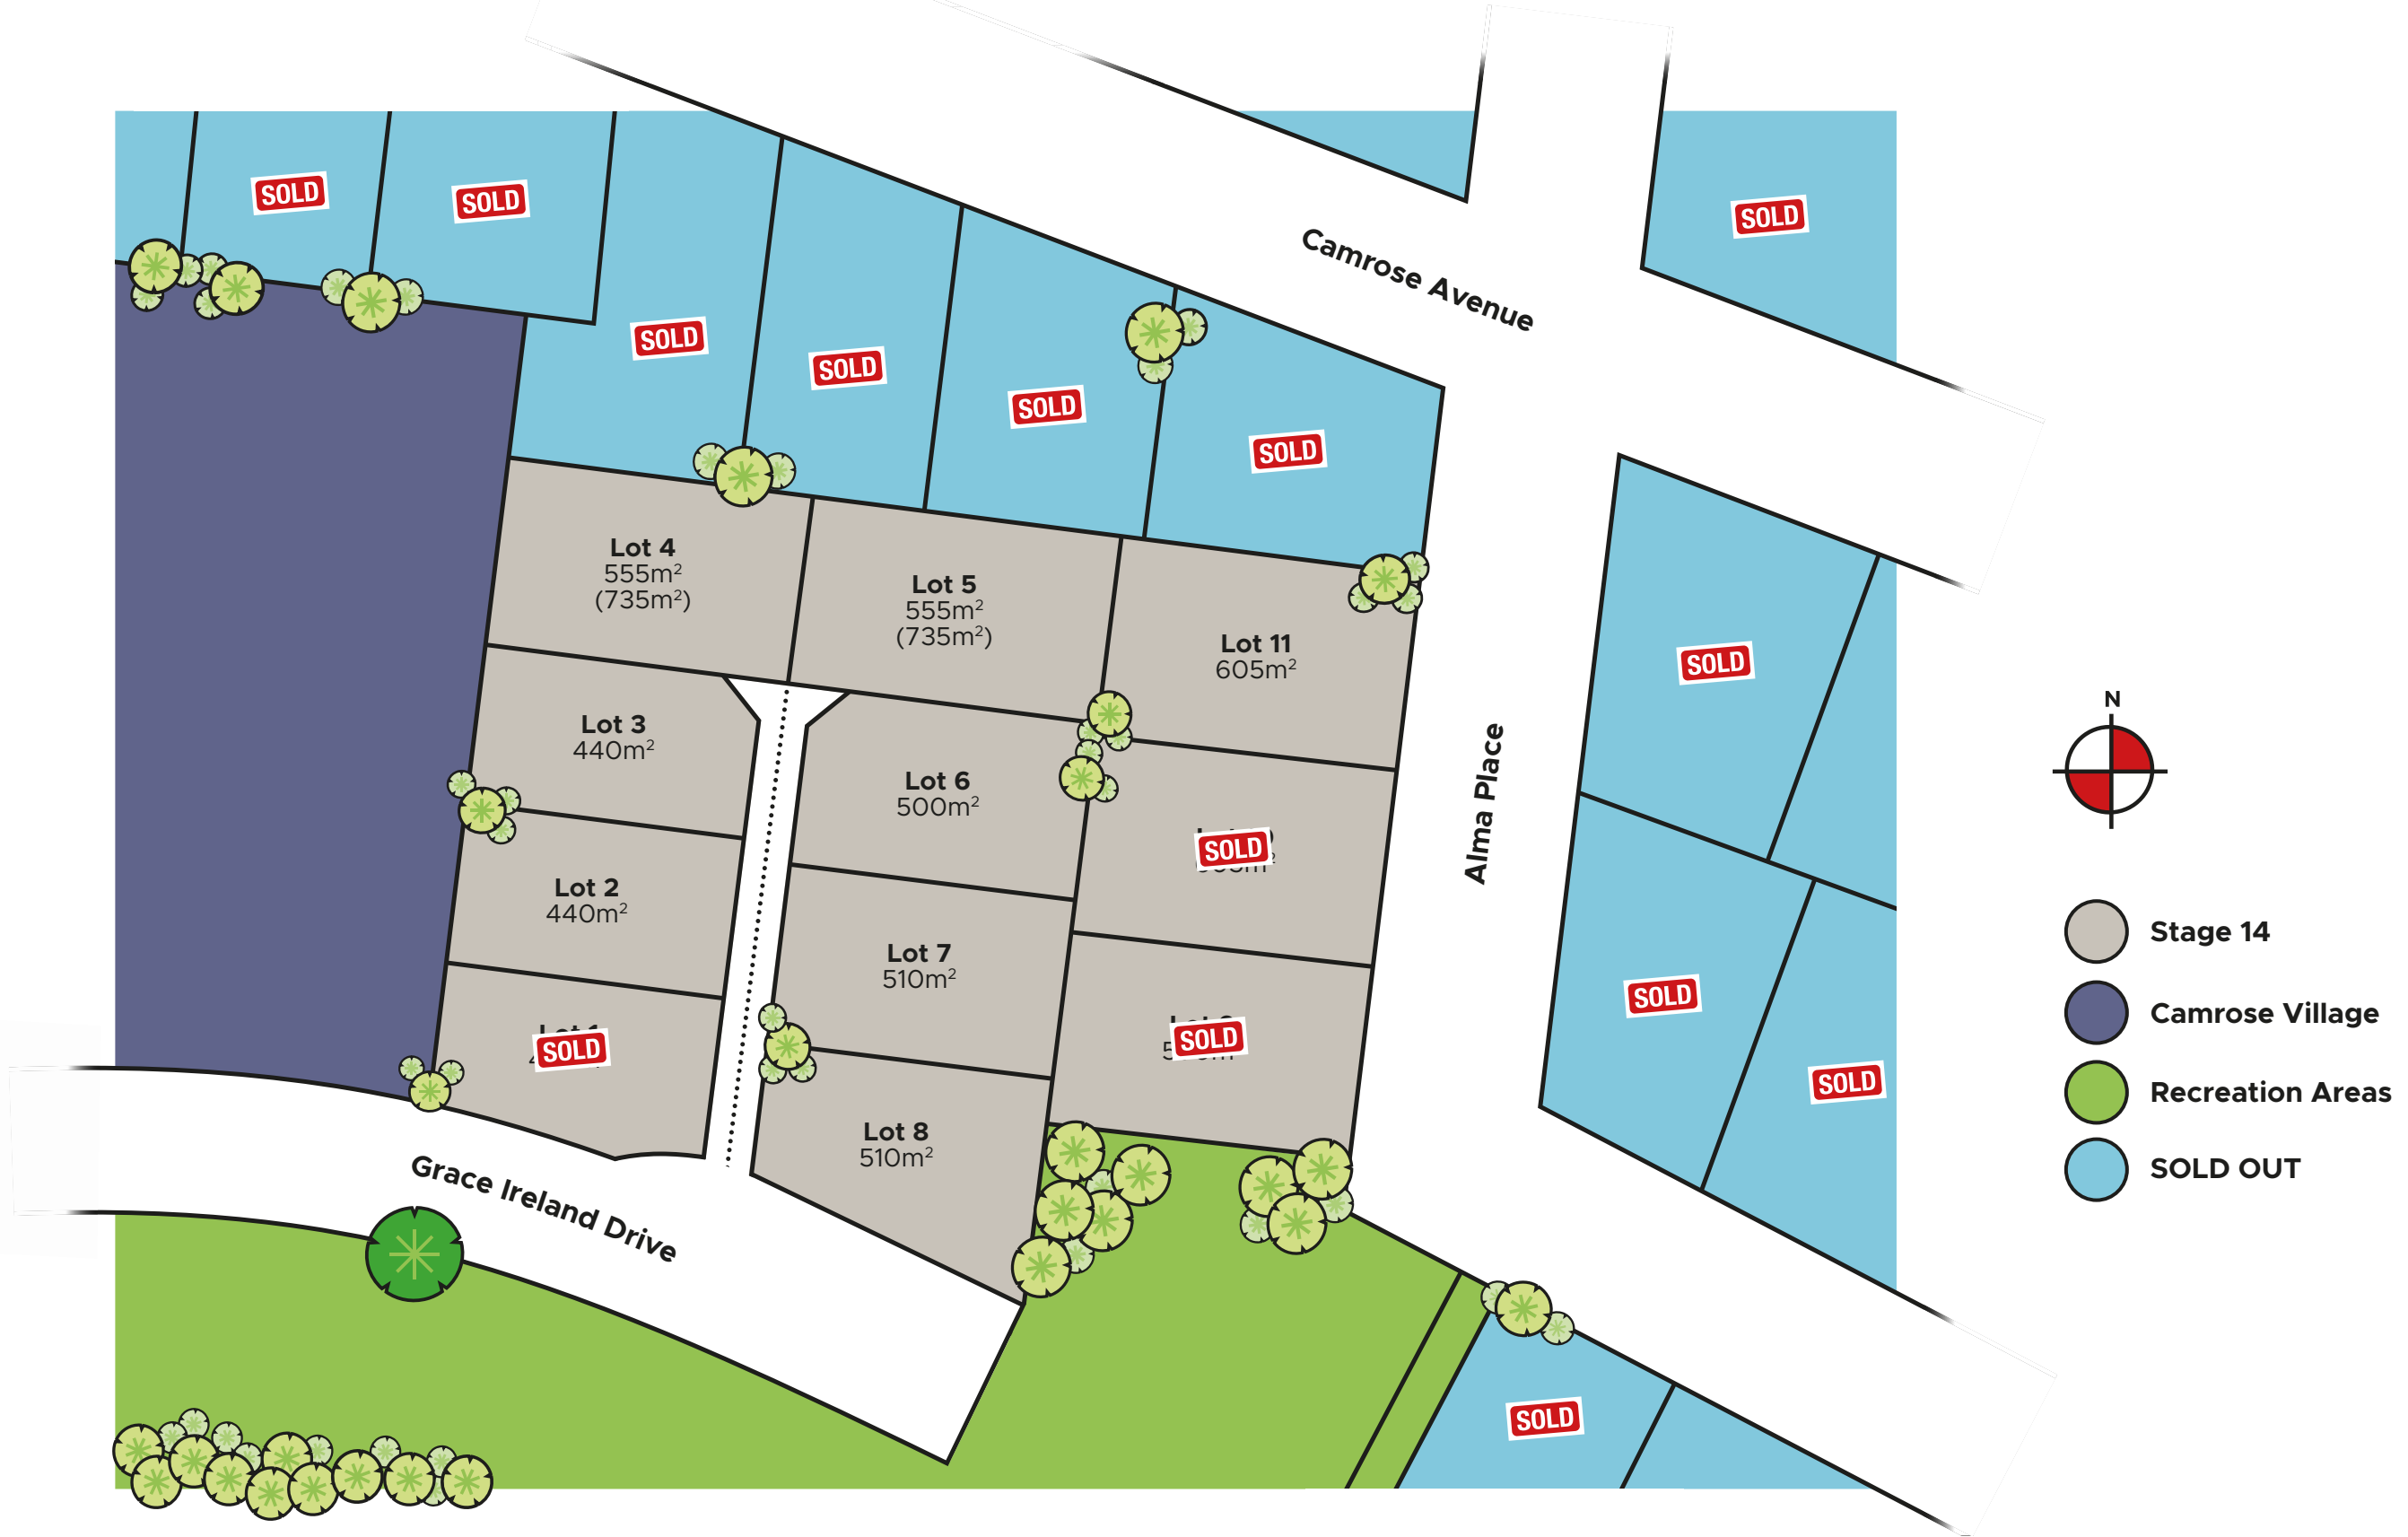 SOLD
SOLD
SOLD
Camrose Avenue
SOLD
SOLD
SOLD
SOLD
Lot 4
555m²
(735m²)
Lot 5
555m²
(735m²)
Lot 11
605m²
SOLD
Lot 3
440m²
Lot 6
500m²
Alma Place
SOLD
Lot 2
440m²
Lot 7
510m²
SOLD
SOLD
SOLD
SOLD
Lot 8
510m²
Grace Ireland Drive
SOLD
N
Stage 14
Camrose Village
Recreation Areas
SOLD OUT